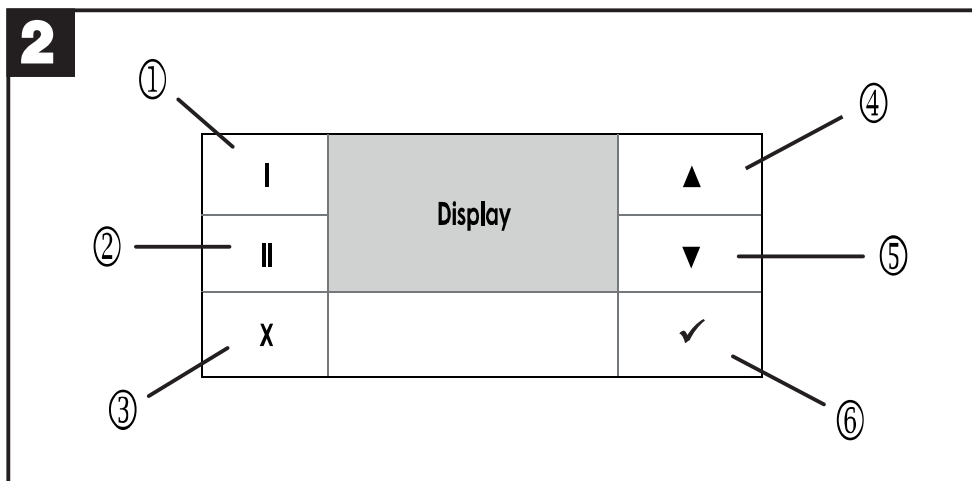 2
①
④
I
▲
Display
②
II
▼
⑤
X
✓
③
⑥